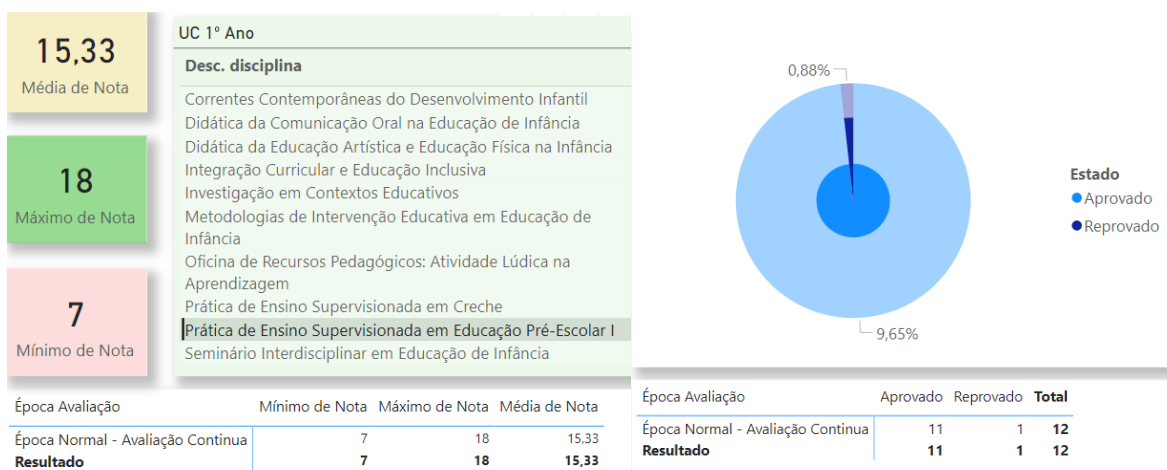 15,33
Média de Nota
18
Máximo de Nota
7
Mínimo de Nota
UC 1º Ano
Desc. disciplina
Correntes Contemporâneas do Desenvolvimento Infantil
Didática da Comunicação Oral na Educação de Infância
Didática da Educação Artística e Educação Física na Infância
Integração Curricular e Educação Inclusiva
Investigação em Contextos Educativos
Metodologias de Intervenção Educativa em Educação de
Infância
Oficina de Recursos Pedagógicos: Atividade Lúdica na
Aprendizagem
Prática de Ensino Supervisionada em Creche
Prática de Ensino Supervisionada em Educação Pré-Escolar I
Seminário Interdisciplinar em Educação de Infância
0,88%
9,65%
Estado
Aprovado
Reprovado
Época Avaliação Mínimo de Nota Máximo de Nota Média de Nota
Época Normal - Avaliação Continua 7 18 15,33
Resultado 7 18 15,33
Época Avaliação Aprovado Reprovado Total
Época Normal - Avaliação Continua 11 1 12
Resultado 11 1 12